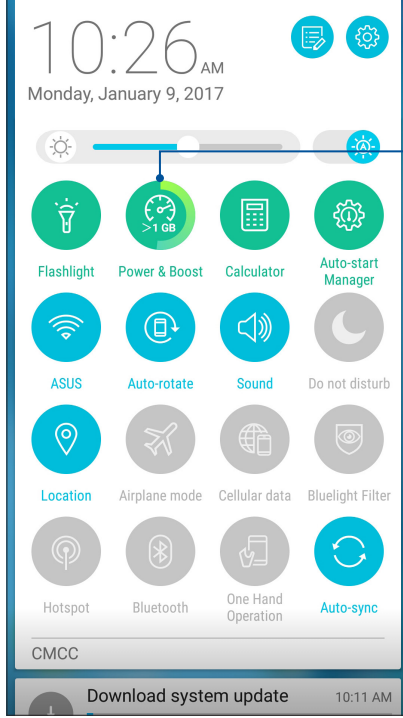 10:26 AM
Monday, January 9, 2017
A
>1 GB
Flashlight
Power & Boost
Calculator
Auto-start
Manager
ASUS
Auto-rotate
Sound
Do not disturb
Location
Airplane mode
Cellular data
Bluelight Filter
Hotspot
Bluetooth
One Hand
Operation
Auto-sync
CMCC
Download system update 10:11 AM